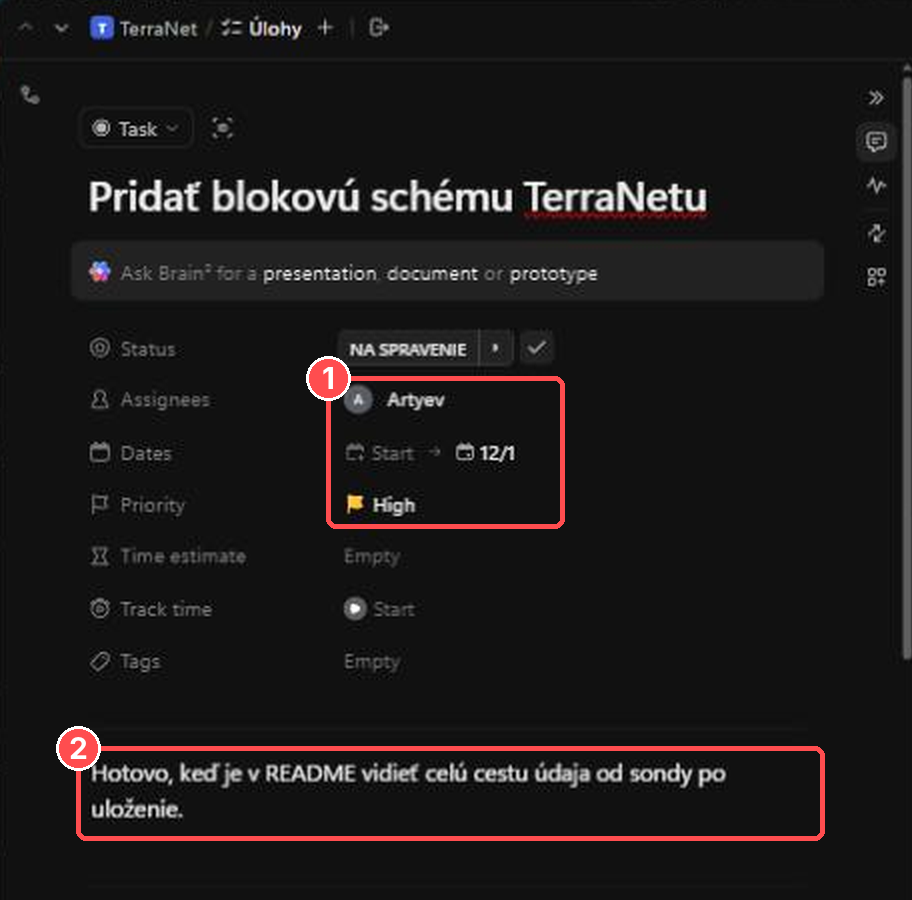 TerraNet / Úlohy +
Task
Pridať blokovú schému TerraNetu
Ask Brain² for a presentation, document or prototype
Status NA SPRAVENIE
1
Assignees A Artyev
Dates Start → 12/1
Priority High
Time estimate Empty
Track time Start
Tags Empty
2
Hotovo, keď je v README vidieť celú cestu údaja od sondy po
uloženie.